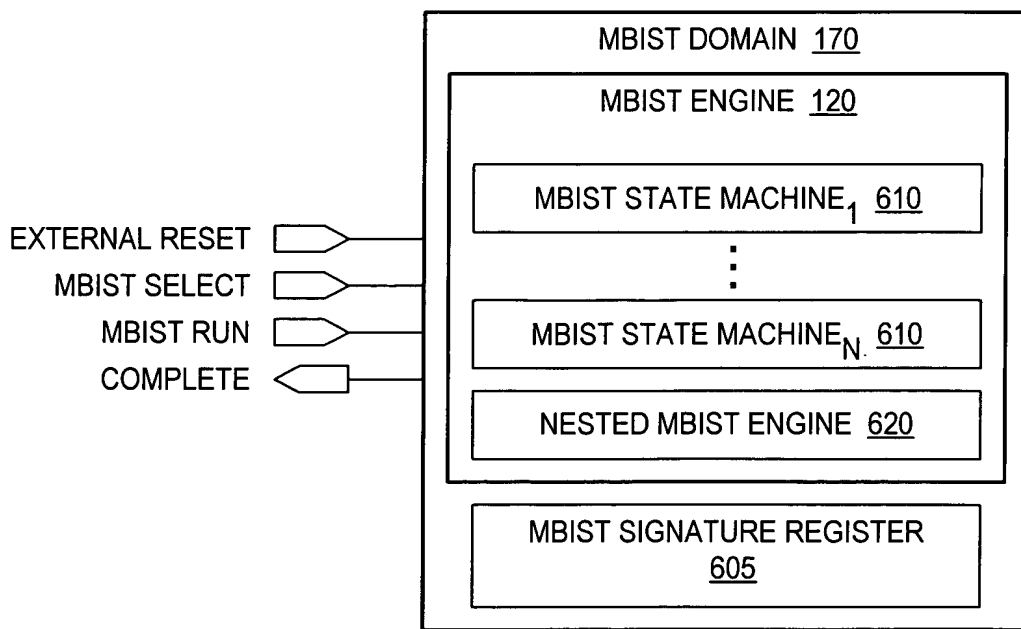 MBIST DOMAIN 170
MBIST ENGINE 120
MBIST STATE MACHINE1 610
MBIST STATE MACHINEN. 610
NESTED MBIST ENGINE 620
MBIST SIGNATURE REGISTER
605
EXTERNAL RESET
MBIST SELECT
MBIST RUN
COMPLETE